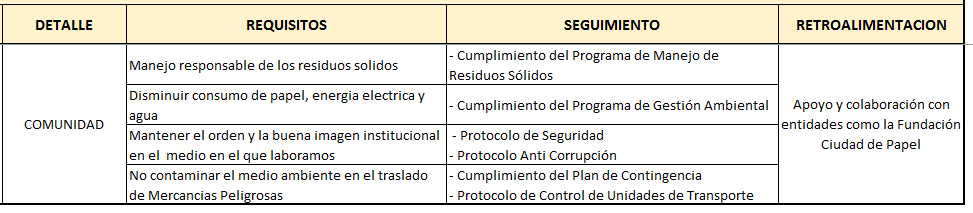 DETALLE
REQUISITOS
SEGUIMIENTO
RETROALIMENTACION
COMUNIDAD
Manejo responsable de los residuos solidos
- Cumplimiento del Programa de Manejo de
Residuos Sólidos
Disminuir consumo de papel, energia electrica y
agua
- Cumplimiento del Programa de Gestión Ambiental
Mantener el orden y la buena imagen institucional
en el medio en el que laboramos
- Protocolo de Seguridad
- Protocolo Anti Corrupción
No contaminar el medio ambiente en el traslado
de Mercancias Peligrosas
- Cumplimiento del Plan de Contingencia
- Protocolo de Control de Unidades de Transporte
Apoyo y colaboración con
entidades como la Fundación
Ciudad de Papel